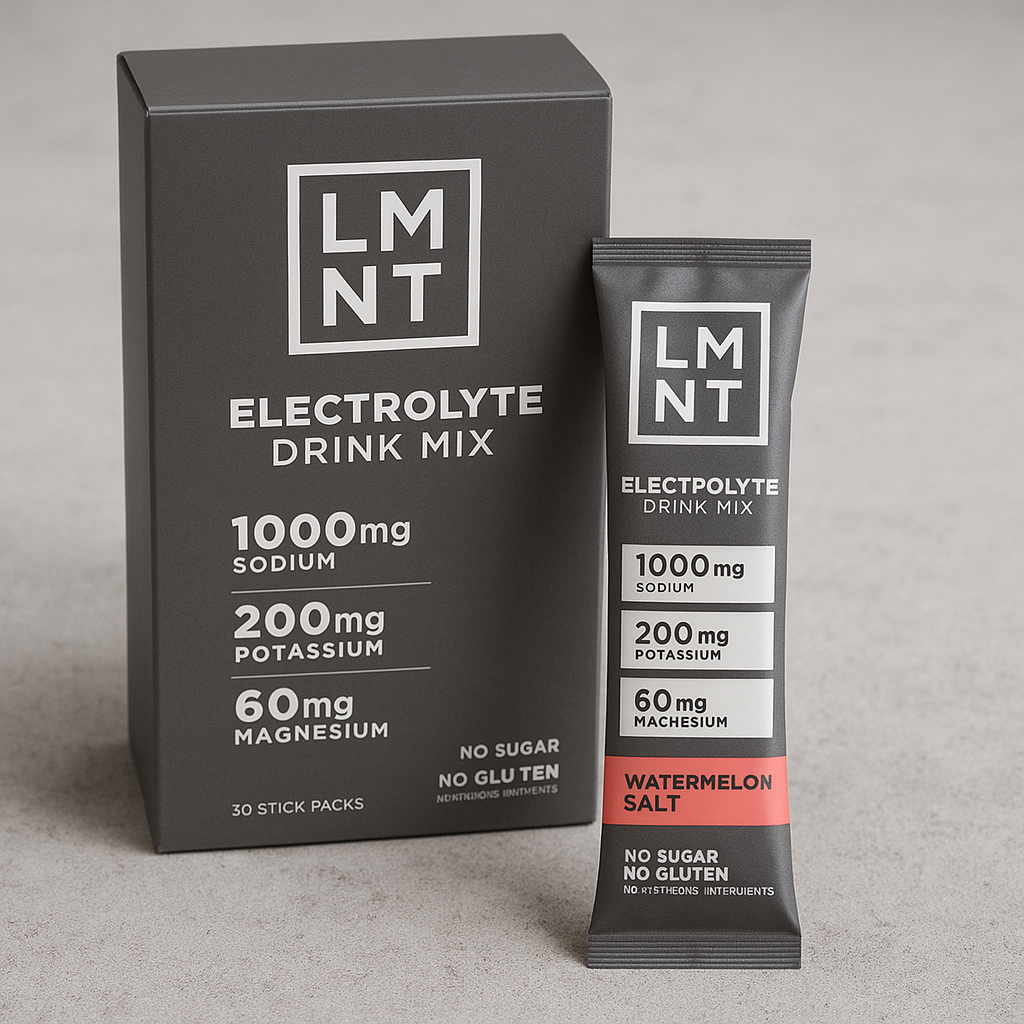 LM
NT
ELECTROLYTE
DRINK MIX
1000mg
SODIUM
200mg
POTASSIUM
60mg
MAGNESIUM
NO SUGAR
NO GLU TEN
30 STICK PACKS
LM
NT
ELECTPOLYTE
DRINK MIX
1000mg
SODIUM
200mg
POTASSIUM
60mg
MACHESIUM
WATERMELON
SALT
NO SUGAR
NO GLUTEN
NO.